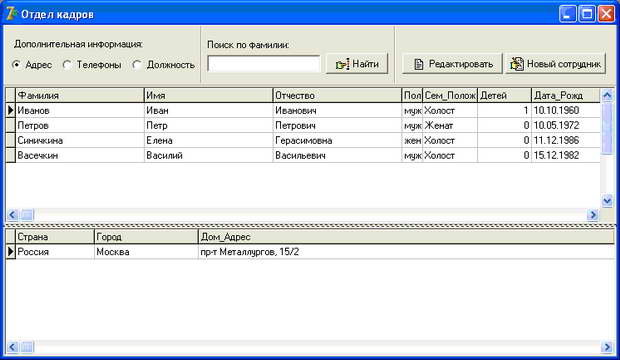 Отдел кадров
Дополнительная информация:
Адрес Телефоны Должность
Поиск по фамилии:
Найти
Редактировать
Новый сотрудник
Фамилия Имя Отчество Пол Сем_Полож Детей Дата_Рожд
Иванов Иван Иванович муж Холост 1 10.10.1960
Петров Петр Петрович муж Женат 0 10.05.1972
Синичкина Елена Герасимовна жен Холост 0 11.12.1986
Васечкин Василий Васильевич муж Холост 0 15.12.1982
Страна Город Дом_Адрес
Россия Москва пр-т Металлургов, 15/2